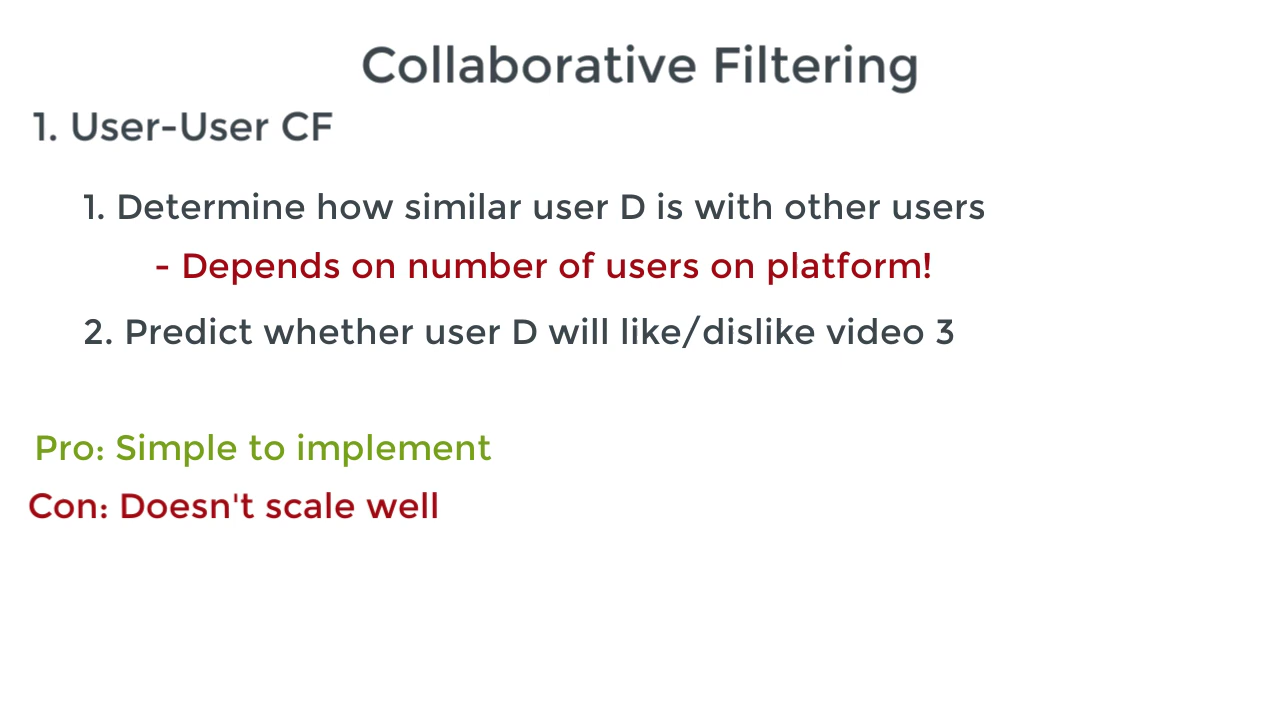 Collaborative Filtering
1. User-User CF
1. Determine how similar user D is with other users
- Depends on number of users on platform!
2. Predict whether user D will like/dislike video 3
Pro: Simple to implement
Con: Doesn't scale well